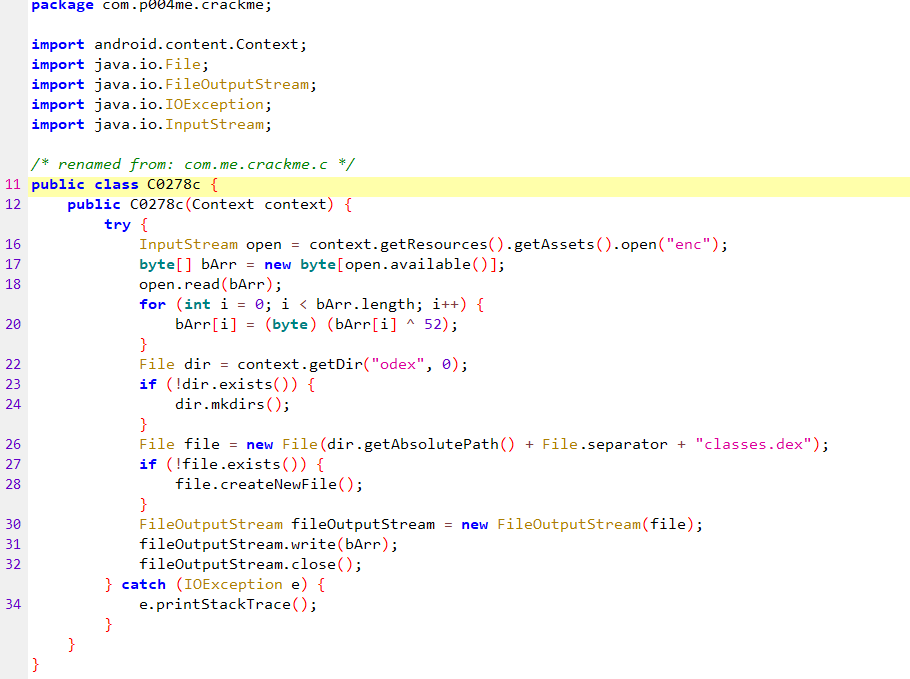 package com.p004me.crackme;
import android.content.Context;
import java.io.File;
import java.io.FileOutputStream;
import java.io.IOException;
import java.io.InputStream;
/* renamed from: com.me.crackme.c */
11 public class C0278c {
12 public C0278c(Context context) {
try {
16 InputStream open = context.getResources().getAssets().open("enc");
17 byte[] bArr = new byte[open.available()];
18 open.read(bArr);
for (int i = 0; i < bArr.length; i++) {
20 bArr[i] = (byte) (bArr[i] ^ 52);
}
22 File dir = context.getDir("odex", 0);
23 if (!dir.exists()) {
24 dir.mkdirs();
}
26 File file = new File(dir.getAbsolutePath() + File.separator + "classes.dex");
27 if (!file.exists()) {
28 file.createNewFile();
}
30 FileOutputStream fileOutputStream = new FileOutputStream(file);
31 fileOutputStream.write(bArr);
32 fileOutputStream.close();
} catch (IOException e) {
34 e.printStackTrace();
}
}
}